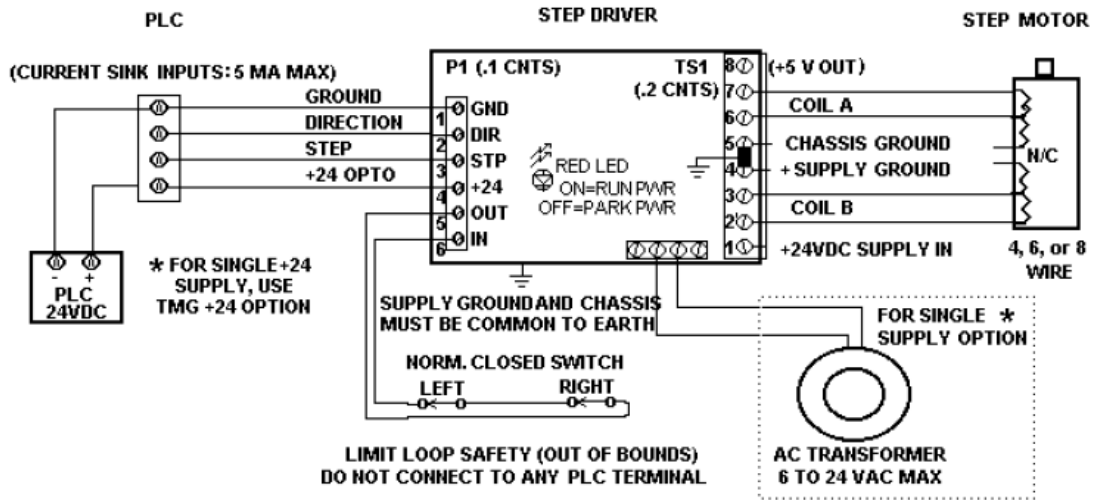 PLC
STEP DRIVER
STEP MOTOR
(CURRENT SINK INPUTS: 5 MA MAX)
GROUND
DIRECTION
STEP
+24 OPTO
P1 (.1 CNTS)
TS1
(.2 CNTS)
1
2
3
4
5
6
GND
DIR
STP
+24
OUT
IN
RED LED
ON=RUN PWR
OFF=PARK PWR
8
7
6
5
4
3
2
1
(+5 V OUT)
COIL A
CHASSIS GROUND
+ SUPPLY GROUND
COIL B
+24VDC SUPPLY IN
N/C
4, 6, or 8
WIRE
- +
PLC
24VDC
* FOR SINGLE +24
SUPPLY, USE
TMG +24 OPTION
SUPPLY GROUND AND CHASSIS
MUST BE COMMON TO EARTH
NORM. CLOSED SWITCH
LEFT
RIGHT
LIMIT LOOP SAFETY (OUT OF BOUNDS)
DO NOT CONNECT TO ANY PLC TERMINAL
FOR SINGLE *
SUPPLY OPTION
AC TRANSFORMER
6 TO 24 VAC MAX